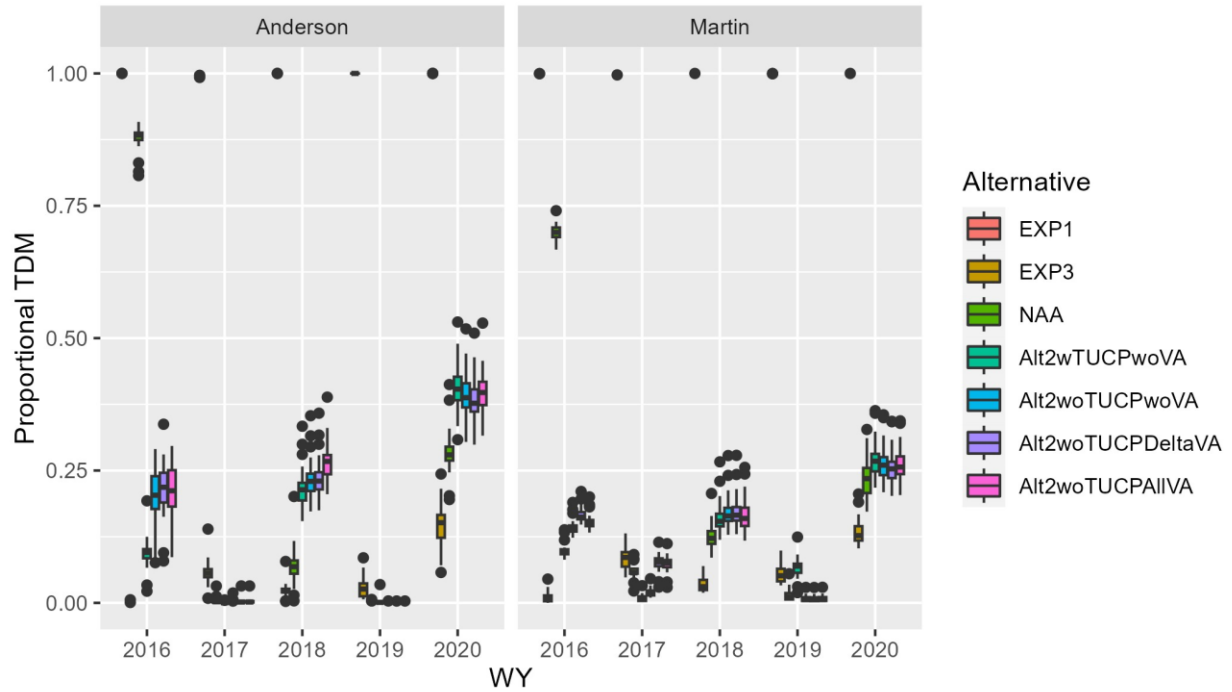 Anderson
Martin
1.00
0.75
0.50
0.25
0.00
Proportional TDM
2016 2017 2018 2019 2020
2016 2017 2018 2019 2020
WY
Alternative
EXP1
EXP3
NAA
Alt2wTUCPwoVA
Alt2woTUCPwoVA
Alt2woTUCPDeltaVA
Alt2woTUCPAllVA